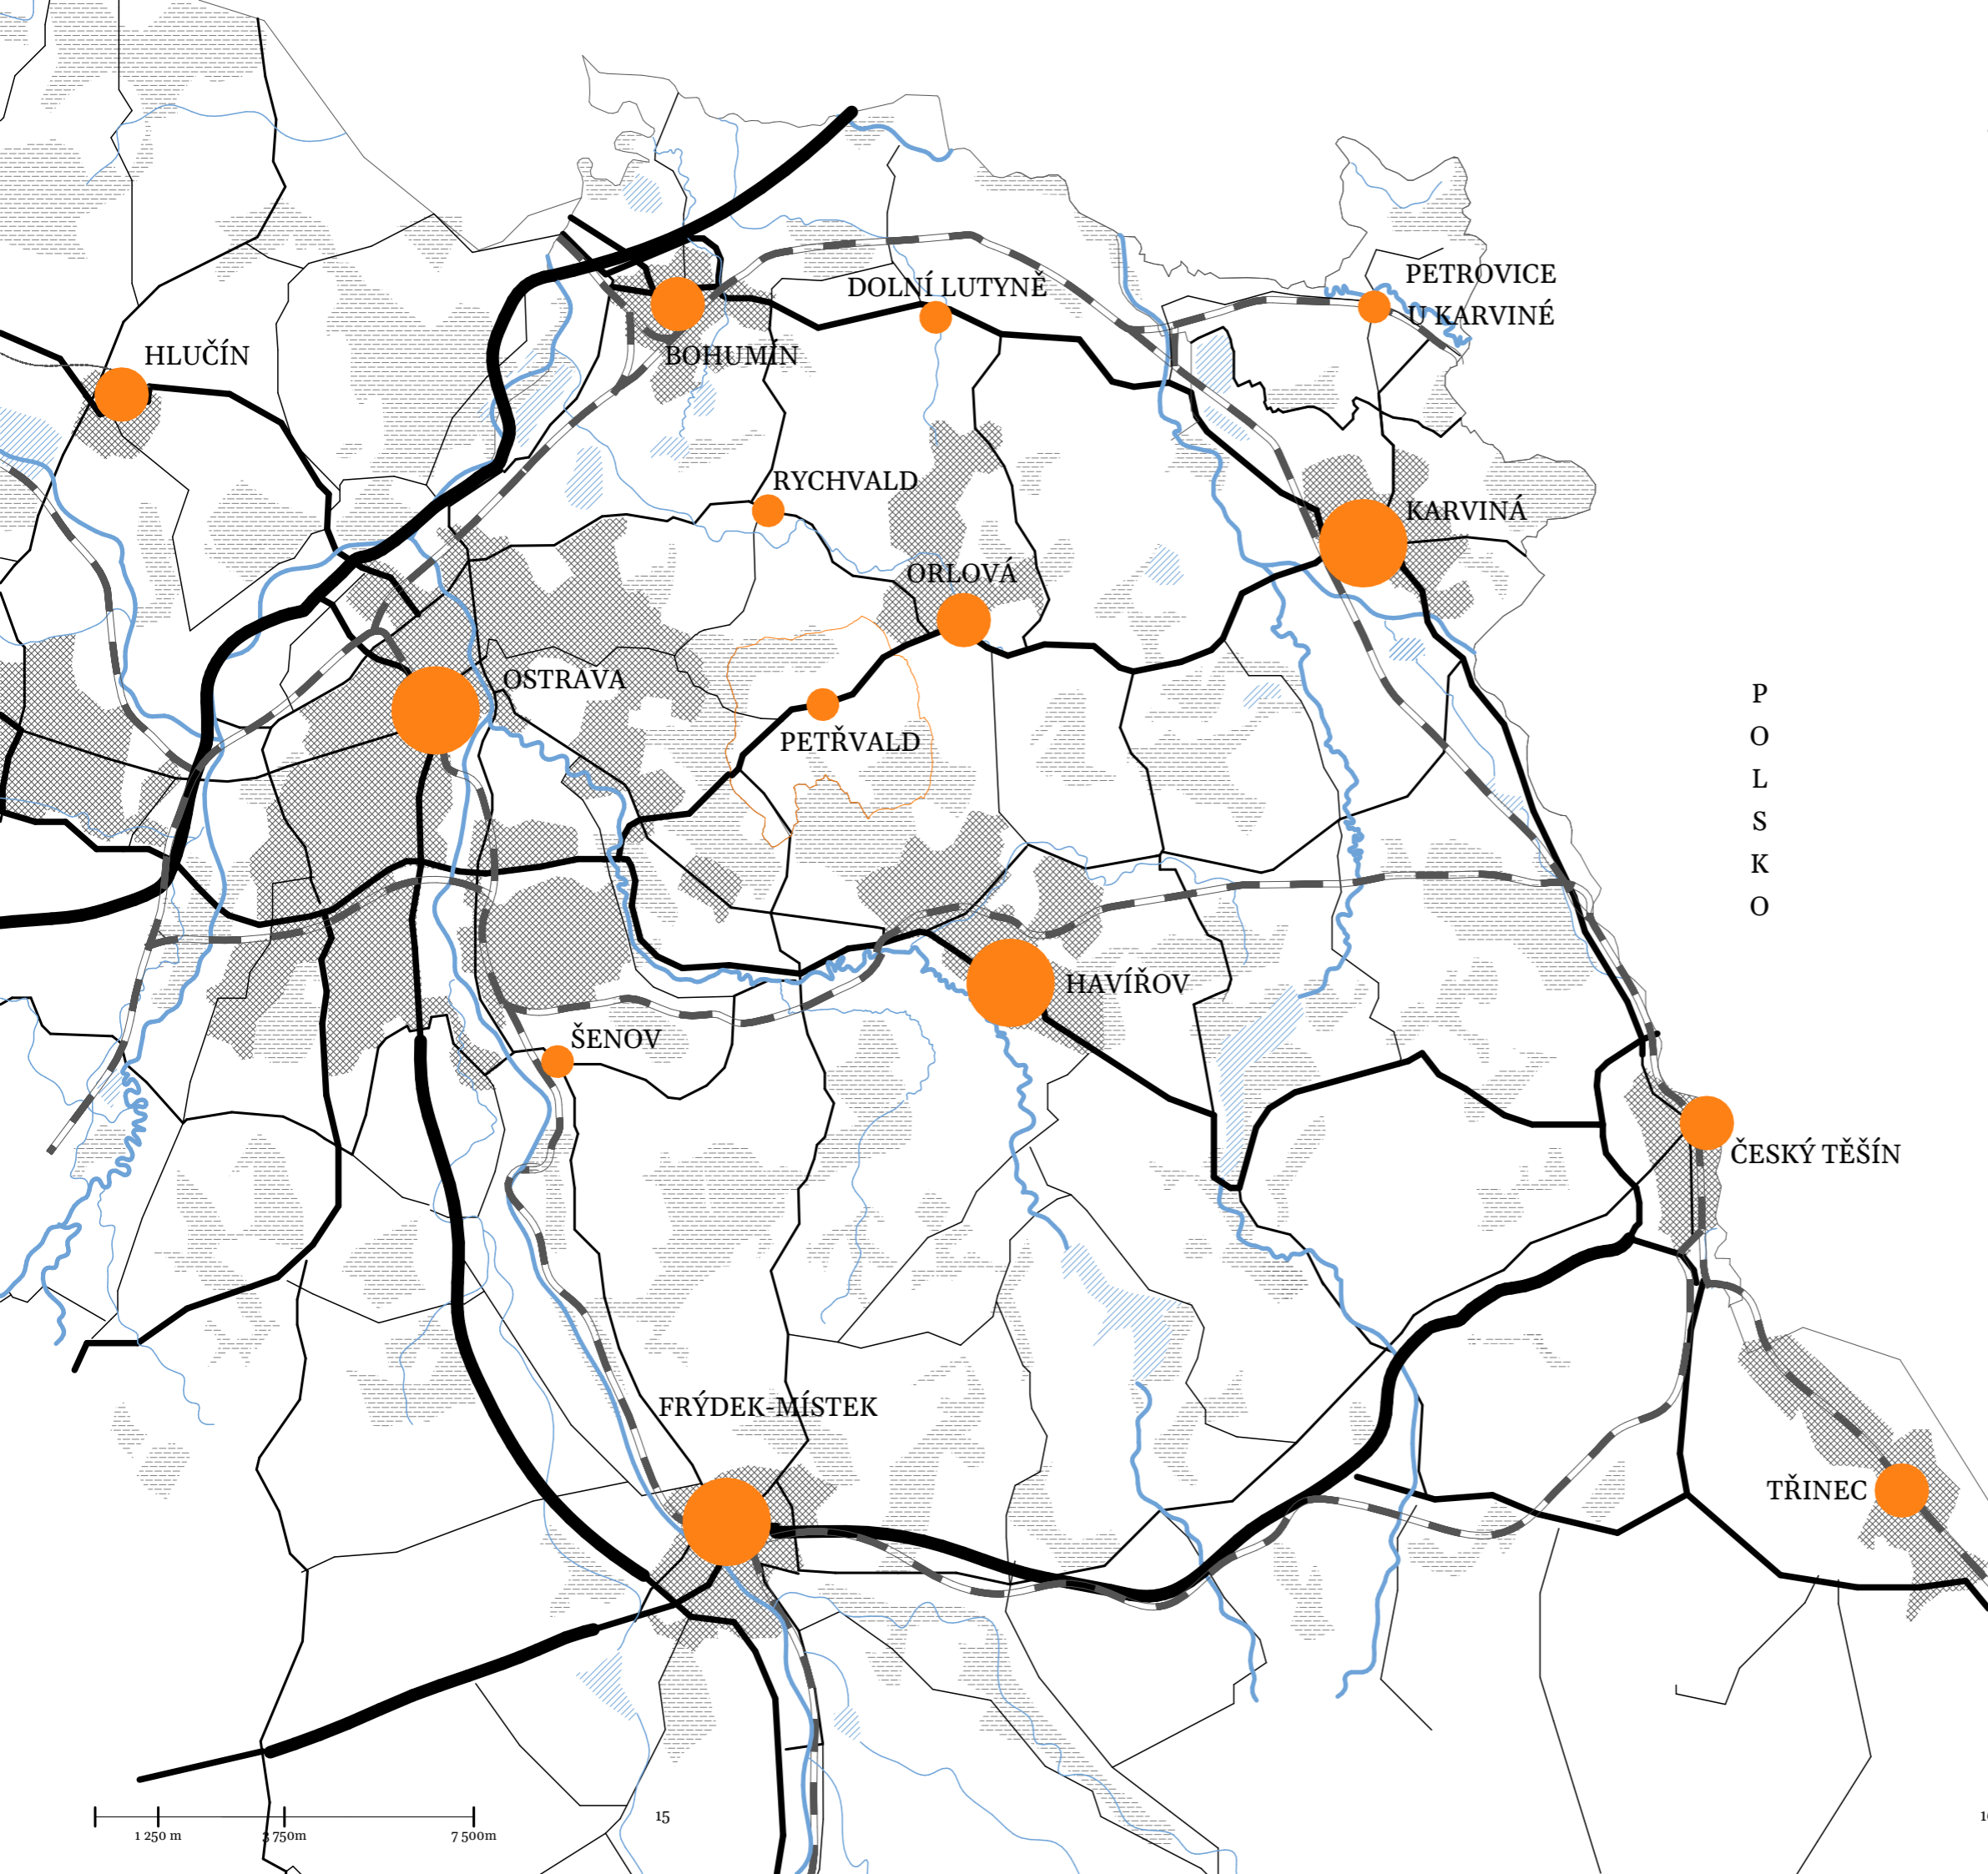 PETROVICE
U KARVINÉ
DOLNÍ LUTYNĚ
HLUČÍN
BOHUMÍN
RYCHVALD
KARVINÁ
ORLOVÁ
OSTRAVA
PETŘVALD
P
O
L
S
K
O
HAVÍŘOV
ŠENOV
ČESKÝ TĚŠÍN
FRÝDEK-MÍSTEK
TŘINEC
15
1 250 m
3 750m
7 500m